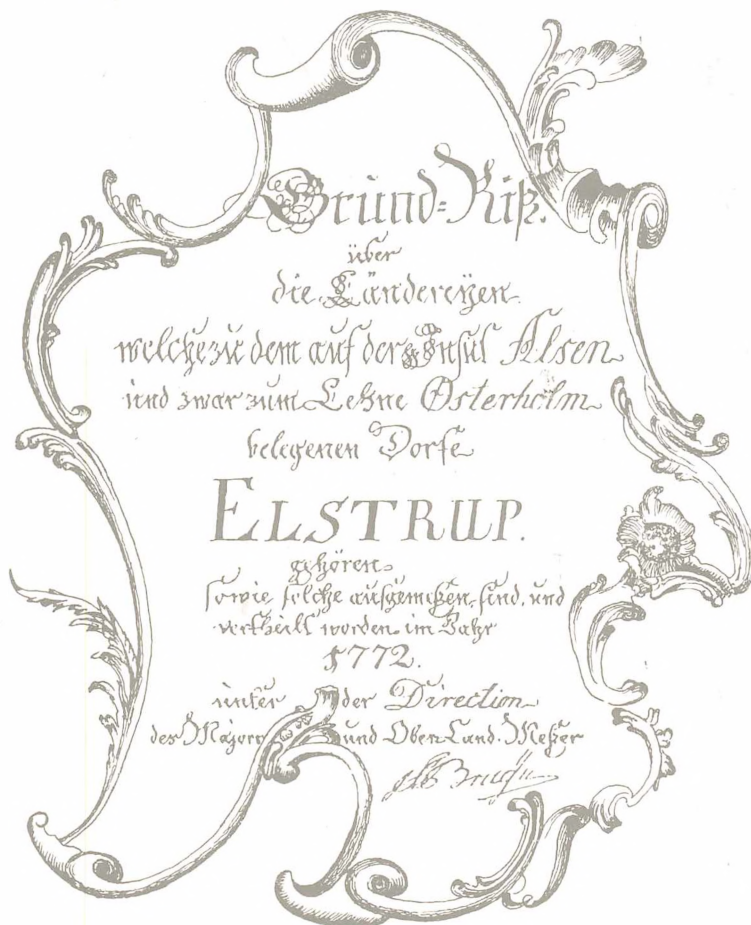 Grund=Riß.
über
die Ländereÿen
welche zu dem auf der Insul Alsen
und zwar zum Lehne Osterholm
belegenen Dorfe
ELSTRUP.
gehören
sowie solche ausgemeßen sind, und
vertheilt worden im Jahr
1772.
unter der Direction
des Majors und Ober Land Meßer